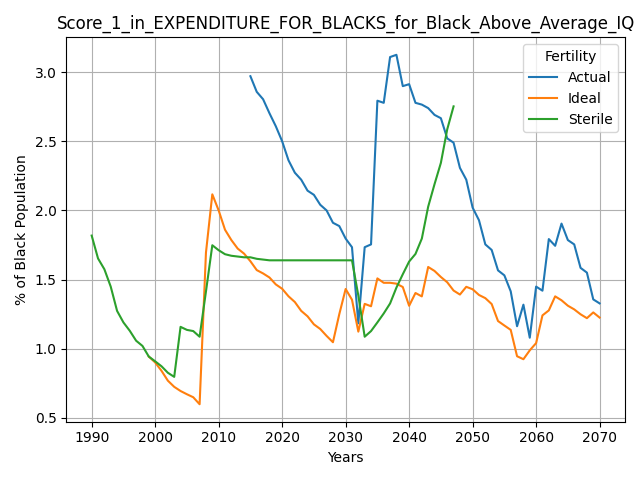 Score_1_in_EXPENDITURE_FOR_BLACKS_for_Black_Above_Average_IQ
Fertility
Actual
Ideal
Sterile
% of Black Population
3.0
2.5
2.0
1.5
1.0
0.5
1990 2000 2010 2020 2030 2040 2050 2060 2070
Years